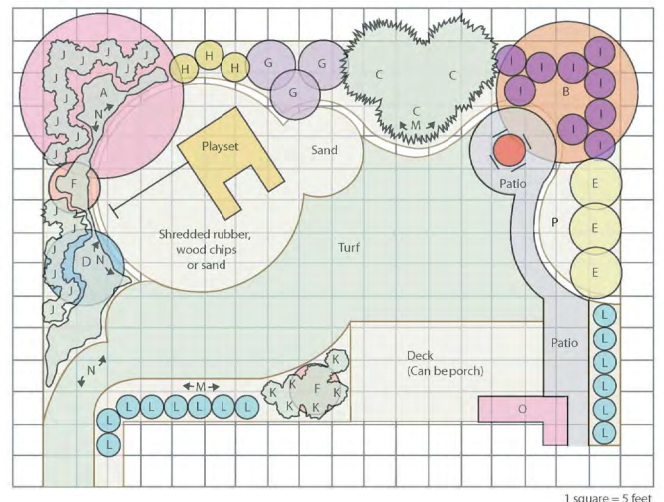 J J J J J
J
J
J A
J N
J
J J
H H H
G G
G
C C
C
M
I I I I
I B I
I I
Playset
Sand
Patio
F
E
E
E
P
Shredded rubber,
wood chips
or sand
Turf
J
J J
J D N
J J
J
N
M
L L L L L L
L
L
K
K F K
K K K
Deck
(Can be porch)
Patio
O
L
L
L
L
L
L
1 square = 5 feet